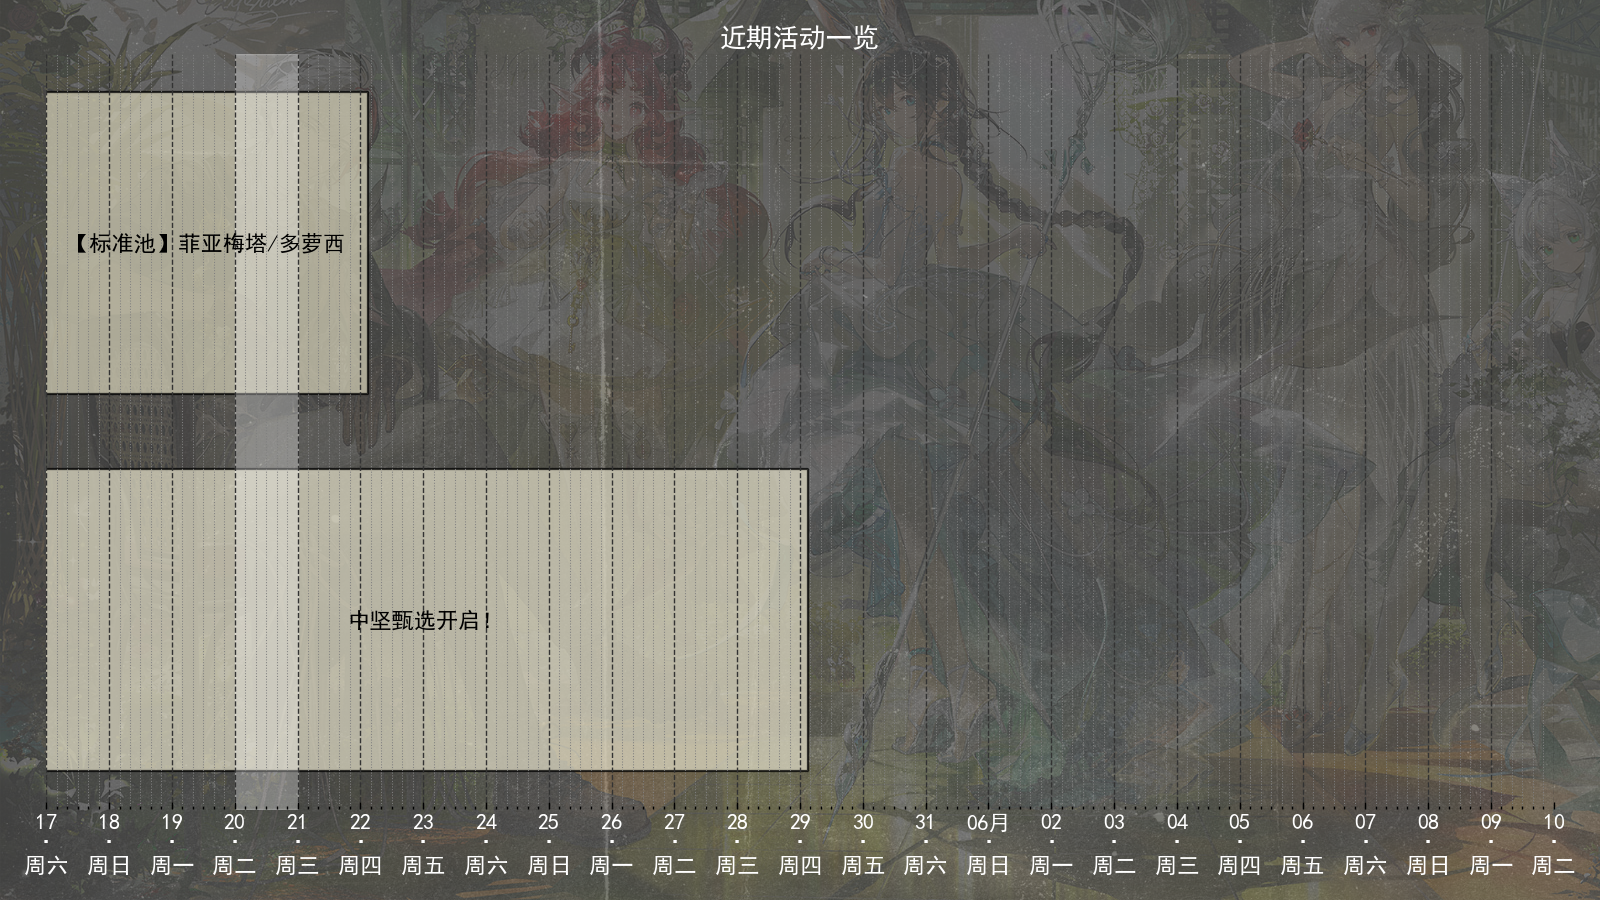 近期活动一览
【标准池】菲亚梅塔/多萝西
中坚甄选开启！
17 18 19 20 21 22 23 24 25 26 27 28 29 30 31 06月 02 03 04 05 06 07 08 09 10
周六 周日 周一 周二 周三 周四 周五 周六 周日 周一 周二 周三 周四 周五 周六 周日 周一 周二 周三 周四 周五 周六 周日 周一 周二